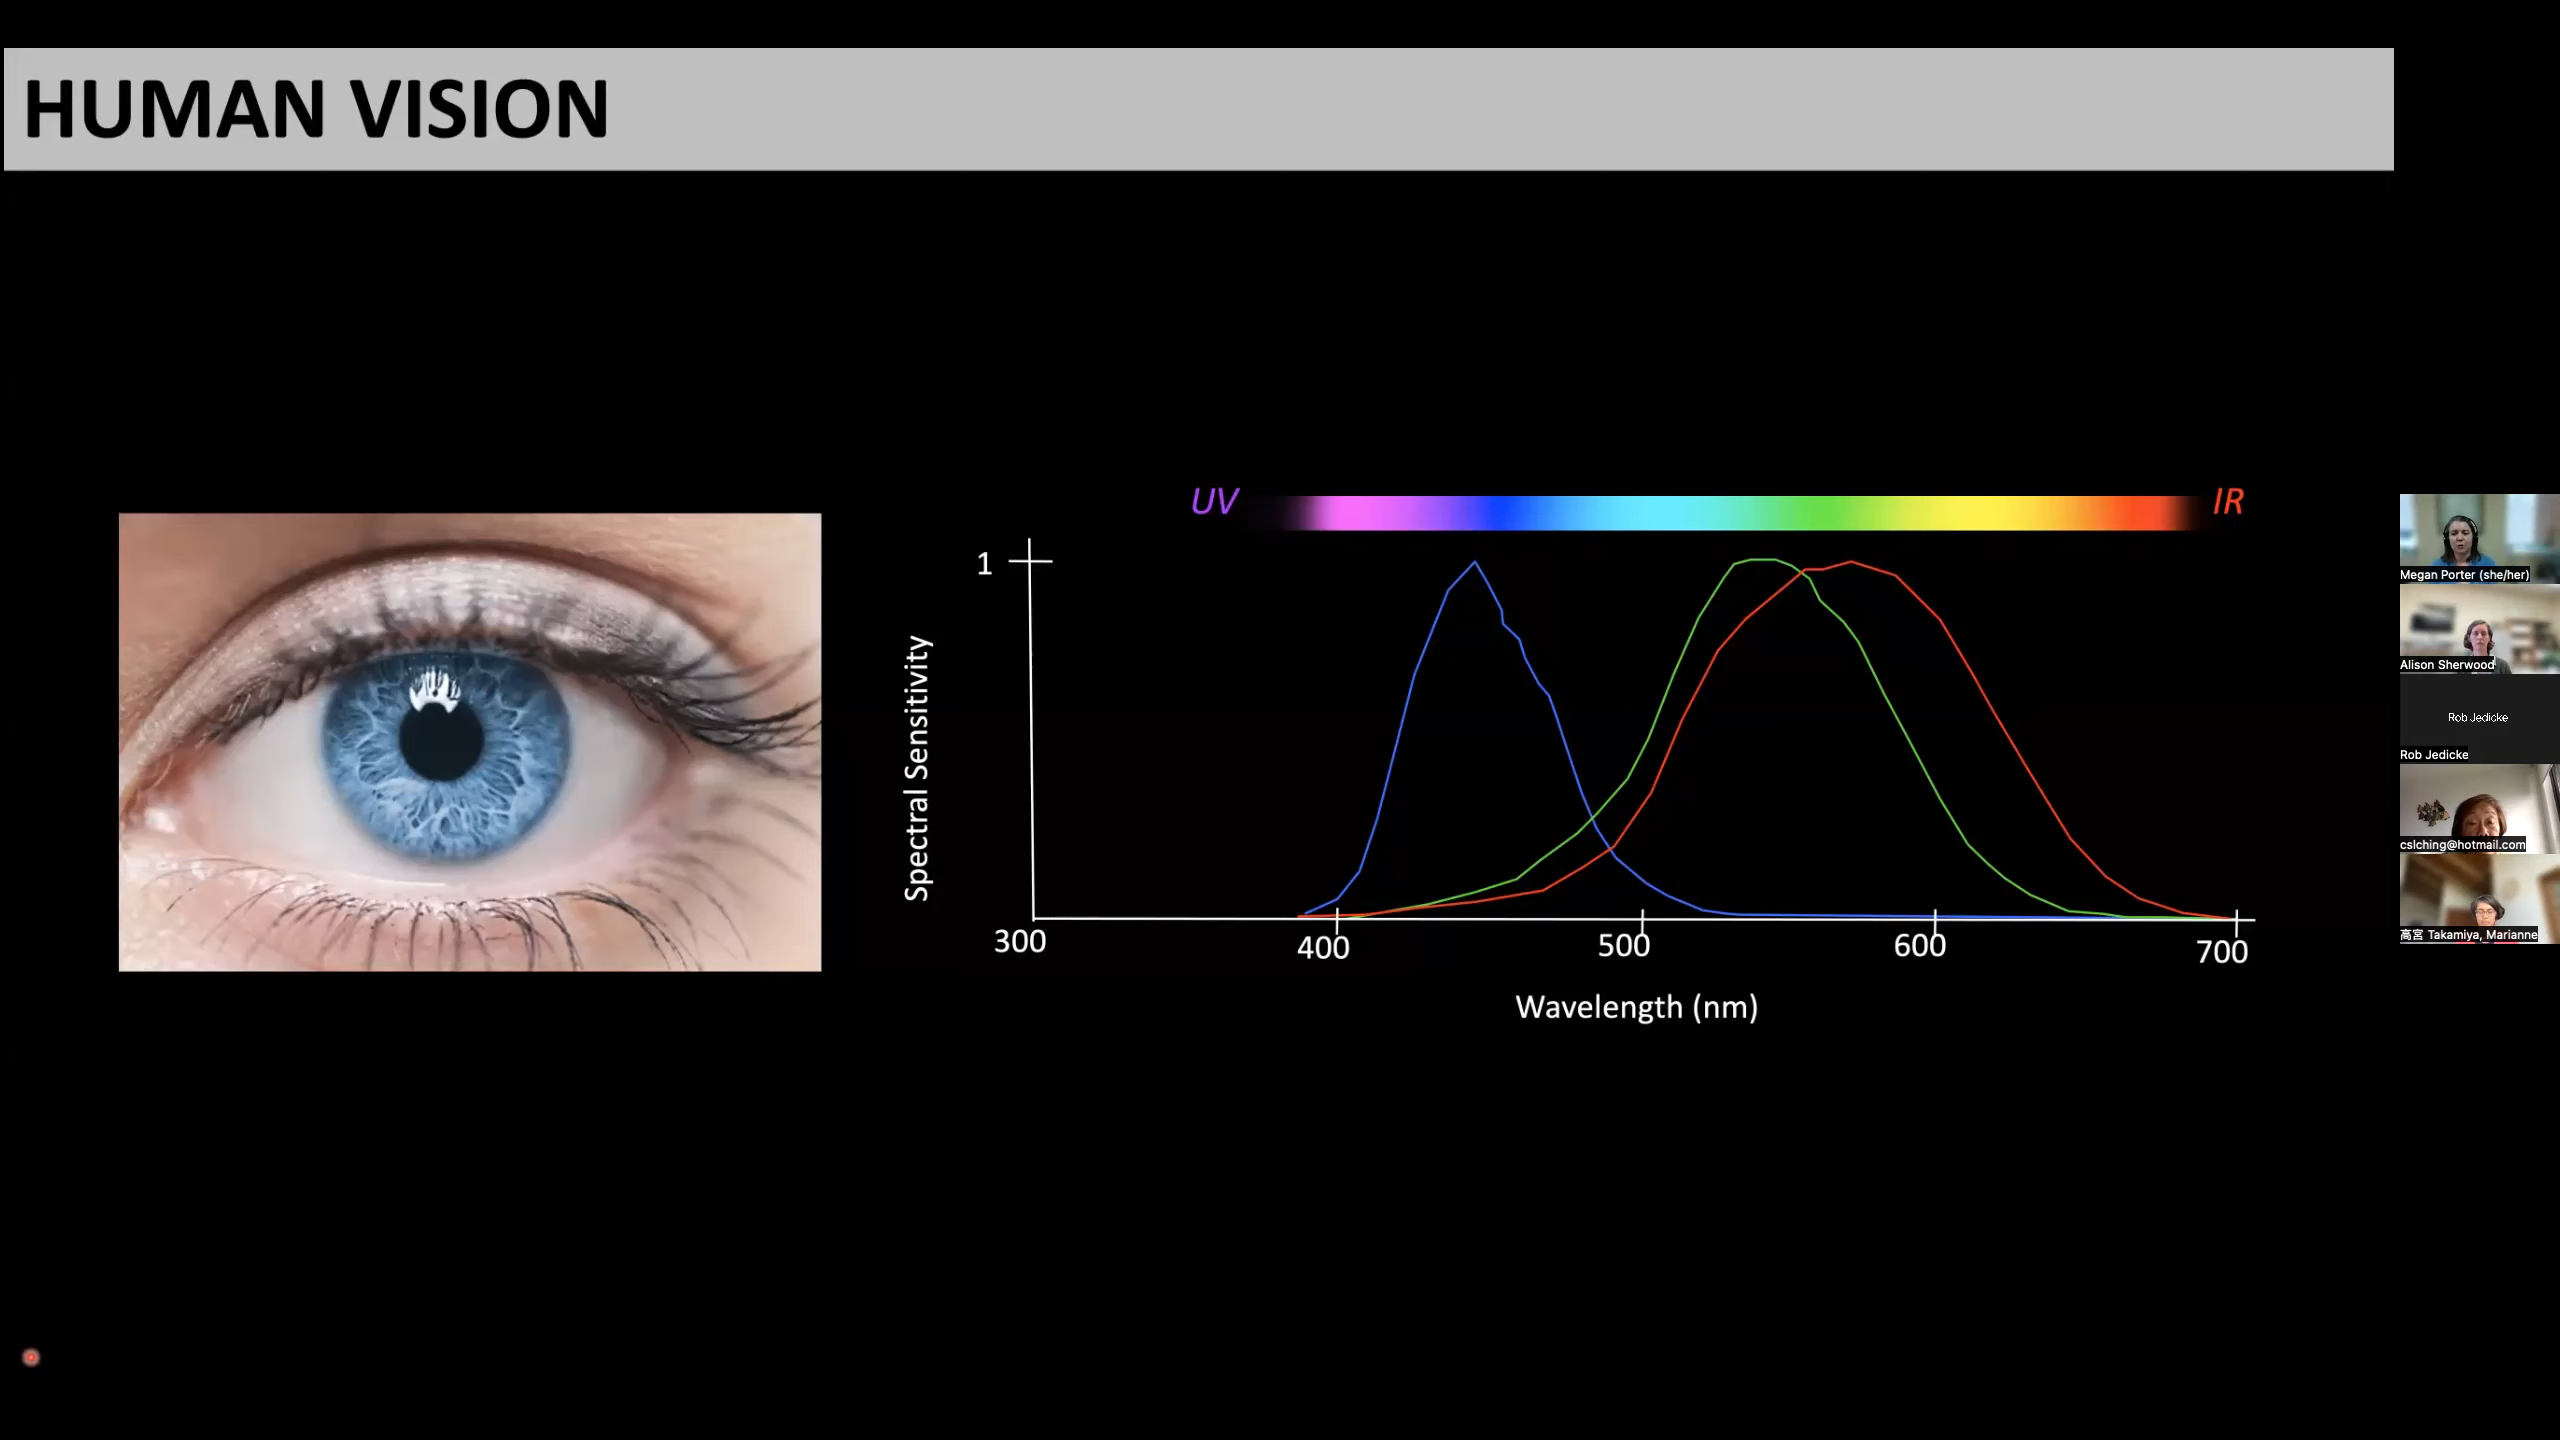 HUMAN VISION
UV
IR
1
Spectral Sensitivity
300
400
500
600
700
Wavelength (nm)
Megan Porter (she/her)
Alison Sherwood
Rob Jedicke
Rob Jedicke
cslching@hotmail.com
高宮 Takamiya, Marianne